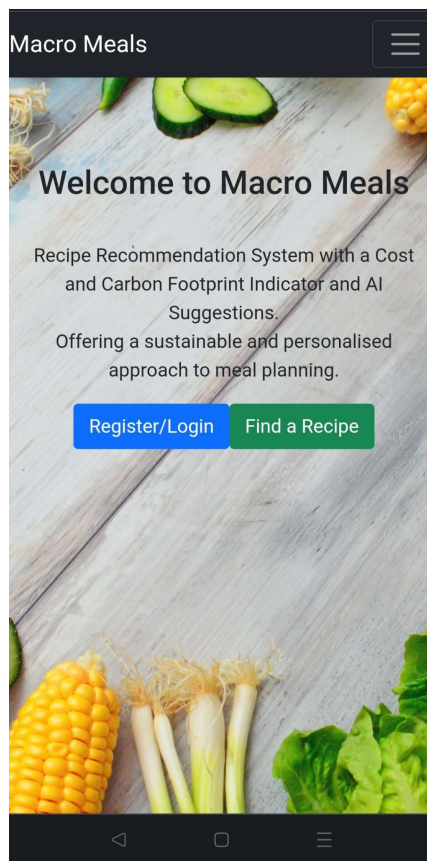 Macro Meals
Welcome to Macro Meals
Recipe Recommendation System with a Cost
and Carbon Footprint Indicator and AI
Suggestions.
Offering a sustainable and personalised
approach to meal planning.
Register/Login
Find a Recipe